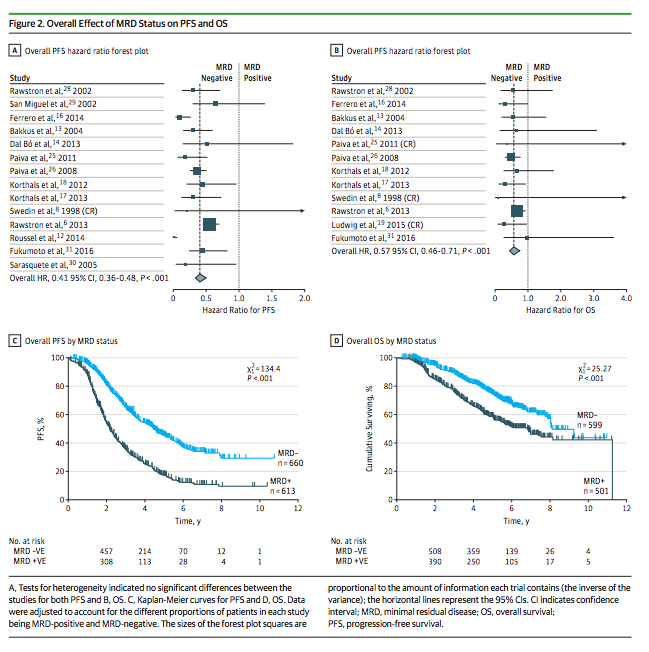 Figure 2. Overall Effect of MRD Status on PFS and OS
A Overall PFS hazard ratio forest plot
Study
MRD Negative
MRD Positive
Rawstron et al,28 2002
San Miguel et al,29 2002
Ferrero et al,16 2014
Bakkus et al,13 2004
Dal Bó et al,14 2013
Paiva et al,25 2011
Paiva et al,26 2008
Korthals et al,18 2012
Korthals et al,17 2013
Swedin et al,8 1998 (CR)
Rawstron et al,6 2013
Roussel et al,12 2014
Fukumoto et al,31 2016
Sarasquete et al,30 2005
Overall HR, 0.41 95% CI, 0.36-0.48, P < .001
0 0.5 1.0 1.5 2.0
Hazard Ratio for PFS
B Overall PFS hazard ratio forest plot
Study
MRD Negative
MRD Positive
Rawstron et al,28 2002
Ferrero et al,16 2014
Bakkus et al,13 2004
Dal Bó et al,14 2013
Paiva et al,25 2011 (CR)
Paiva et al,26 2008
Korthals et al,18 2012
Korthals et al,17 2013
Swedin et al,8 1998 (CR)
Rawstron et al,6 2013
Ludwig et al,19 2015 (CR)
Fukumoto et al,31 2016
Overall HR, 0.57 95% CI, 0.46-0.71, P < .001
0 1.0 2.0 3.0 4.0
Hazard Ratio for OS
C Overall PFS by MRD status
PFS, %
100
80
60
40
20
0
χ²₁=134.4
P<.001
MRD–
n=660
MRD+
n=613
0 2 4 6 8 10 12
Time, y
No. at risk
MRD -VE 457 214 70 12 1
MRD +VE 308 113 28 4 1
D Overall OS by MRD status
Cumulative Surviving, %
100
80
60
40
20
0
χ²₁=25.27
P<.001
MRD–
n=599
MRD+
n=501
0 2 4 6 8 10 12
Time, y
No. at risk
MRD -VE 508 359 139 26 4
MRD +VE 390 250 105 17 5
A, Tests for heterogeneity indicated no significant differences between the
studies for both PFS and B, OS. C, Kaplan-Meier curves for PFS and D, OS. Data
were adjusted to account for the different proportions of patients in each study
being MRD-positive and MRD-negative. The sizes of the forest plot squares are
proportional to the amount of information each trial contains (the inverse of the
variance); the horizontal lines represent the 95% CIs. CI indicates confidence
interval; MRD, minimal residual disease; OS, overall survival;
PFS, progression-free survival.